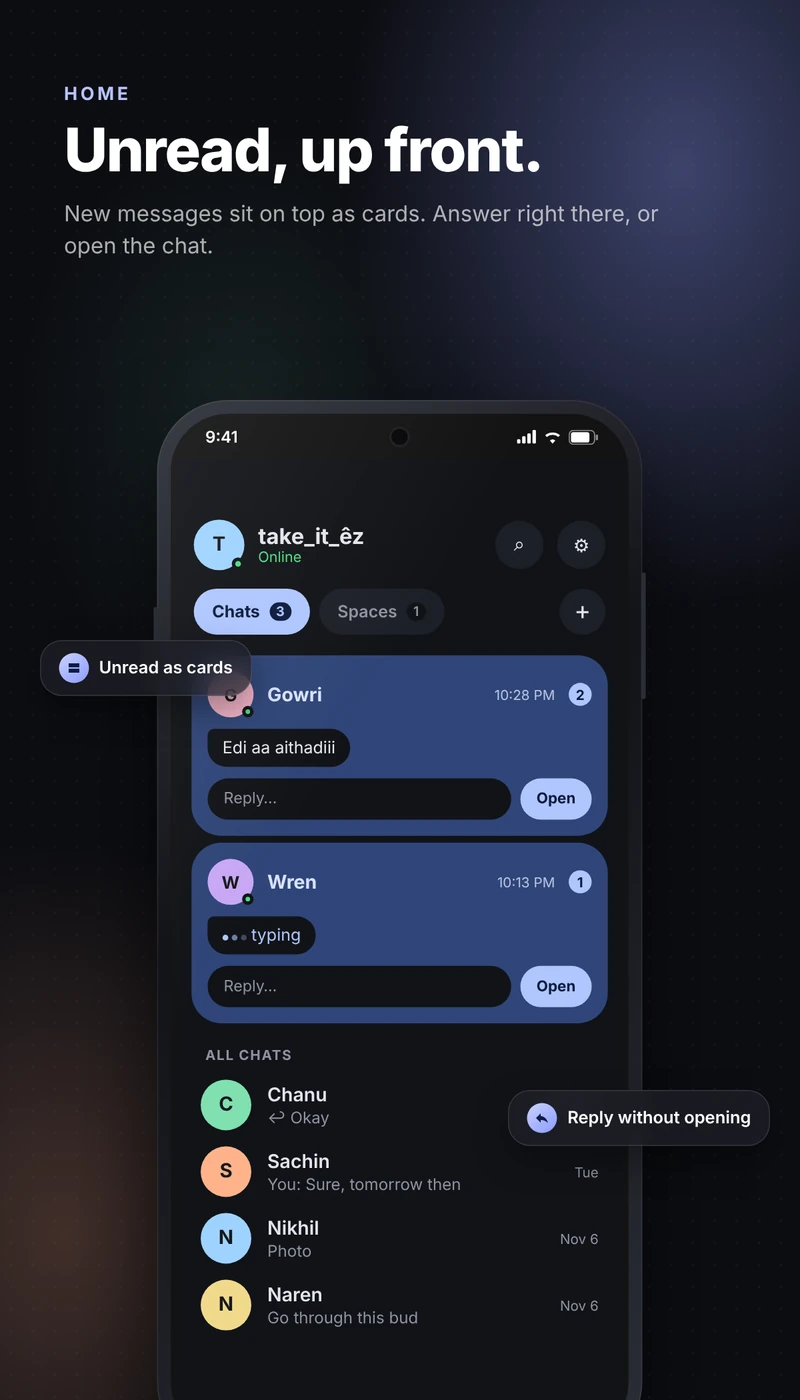 HOME
Unread, up front.
New messages sit on top as cards. Answer right there, or
open the chat.
9:41
T
take_it_êz
Online
Chats 3
Spaces 1
+
Unread as cards
G
Gowri
10:28 PM
2
Edi aa aithadiii
Reply...
Open
W
Wren
10:13 PM
1
typing
Reply...
Open
ALL CHATS
C
Chanu
↩ Okay
Reply without opening
S
Sachin
You: Sure, tomorrow then
Tue
N
Nikhil
Photo
Nov 6
N
Naren
Go through this bud
Nov 6